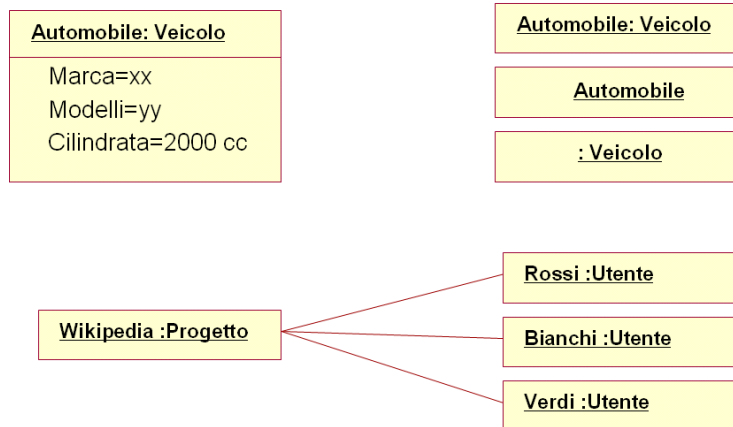 Automobile: Veicolo
Marca=xx
Modelli=yy
Cilindrata=2000 cc
Automobile: Veicolo
Automobile
: Veicolo
Wikipedia :Progetto
Rossi :Utente
Bianchi :Utente
Verdi :Utente